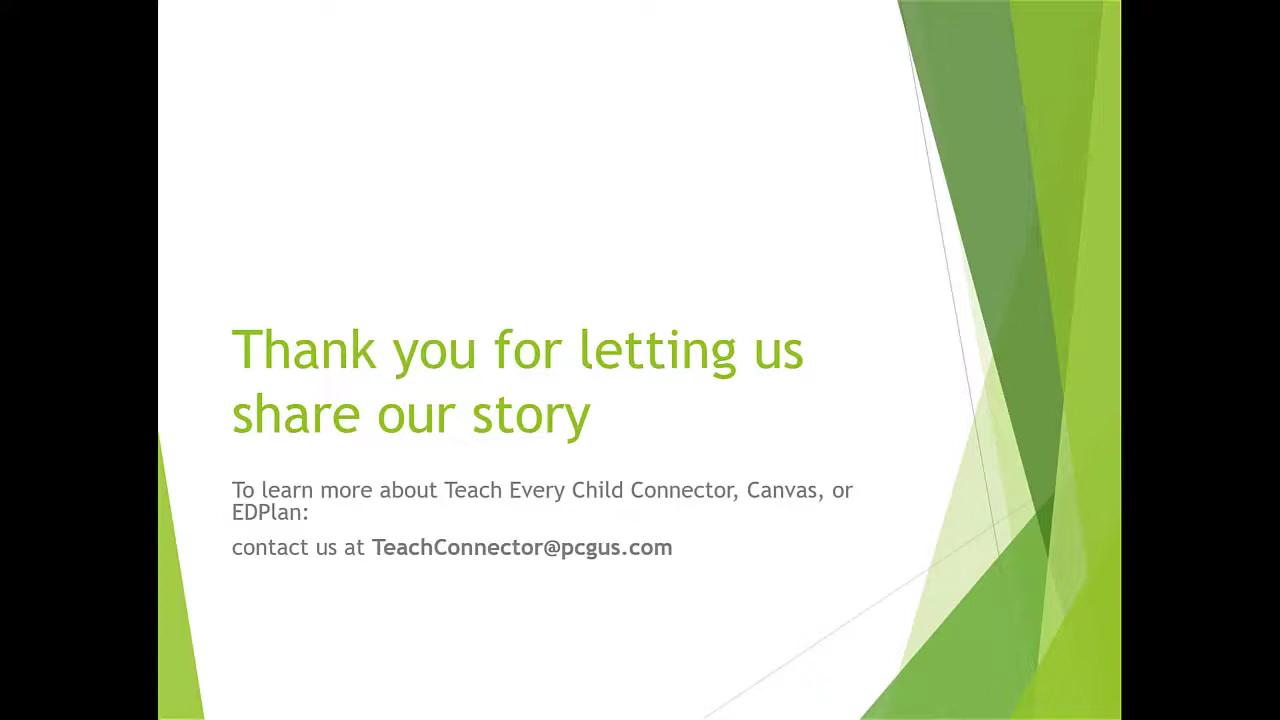 Thank you for letting us
share our story
To learn more about Teach Every Child Connector, Canvas, or
EDPlan:
contact us at TeachConnector@pcgus.com